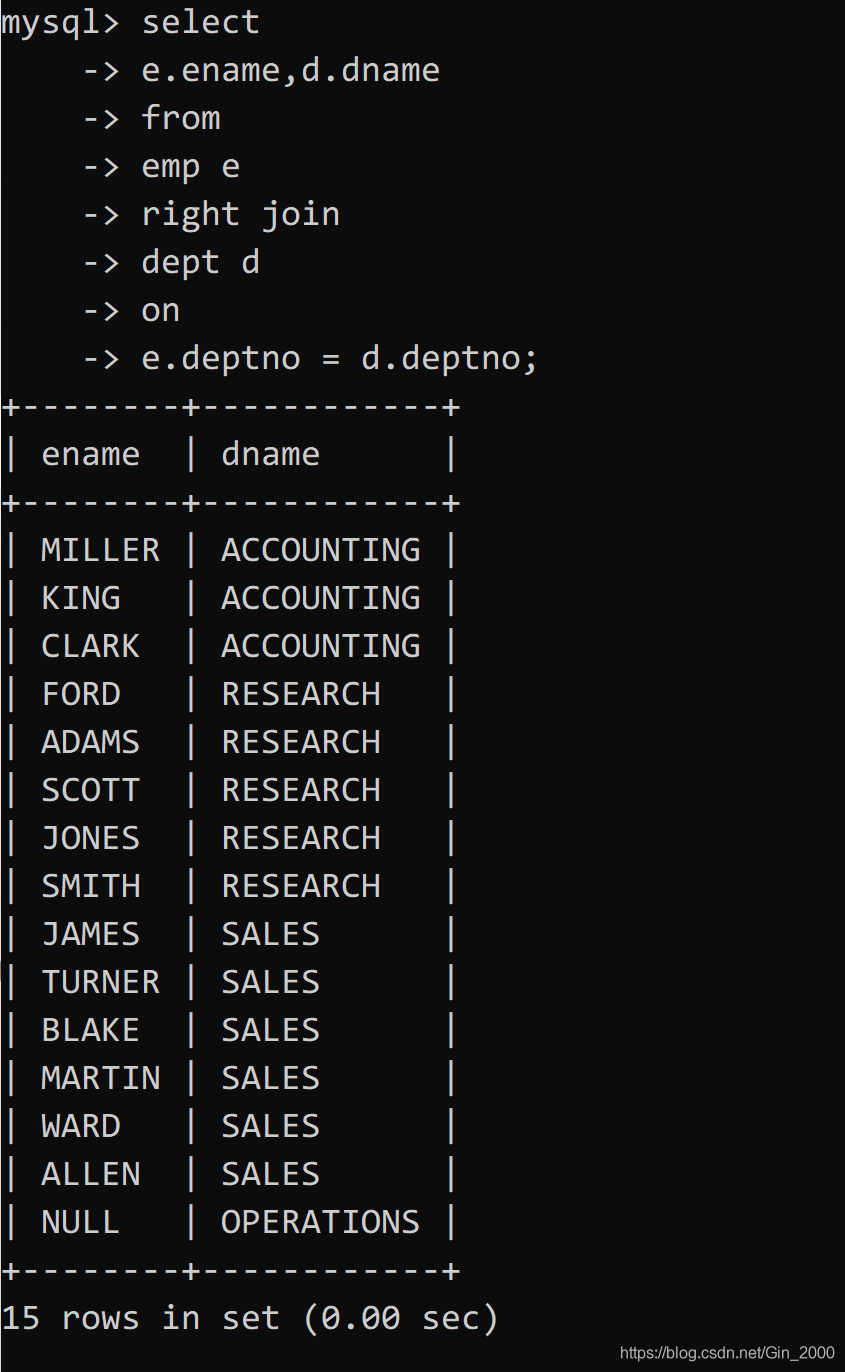 mysql> select
    -> e.ename,d.dname
    -> from
    -> emp e
    -> right join
    -> dept d
    -> on
    -> e.deptno = d.deptno;
+--------+------------+
| ename  | dname      |
+--------+------------+
| MILLER | ACCOUNTING |
| KING   | ACCOUNTING |
| CLARK  | ACCOUNTING |
| FORD   | RESEARCH   |
| ADAMS  | RESEARCH   |
| SCOTT  | RESEARCH   |
| JONES  | RESEARCH   |
| SMITH  | RESEARCH   |
| JAMES  | SALES      |
| TURNER | SALES      |
| BLAKE  | SALES      |
| MARTIN | SALES      |
| WARD   | SALES      |
| ALLEN  | SALES      |
| NULL   | OPERATIONS |
+--------+------------+
15 rows in set (0.00 sec)
https://blog.csdn.net/Gin_2000